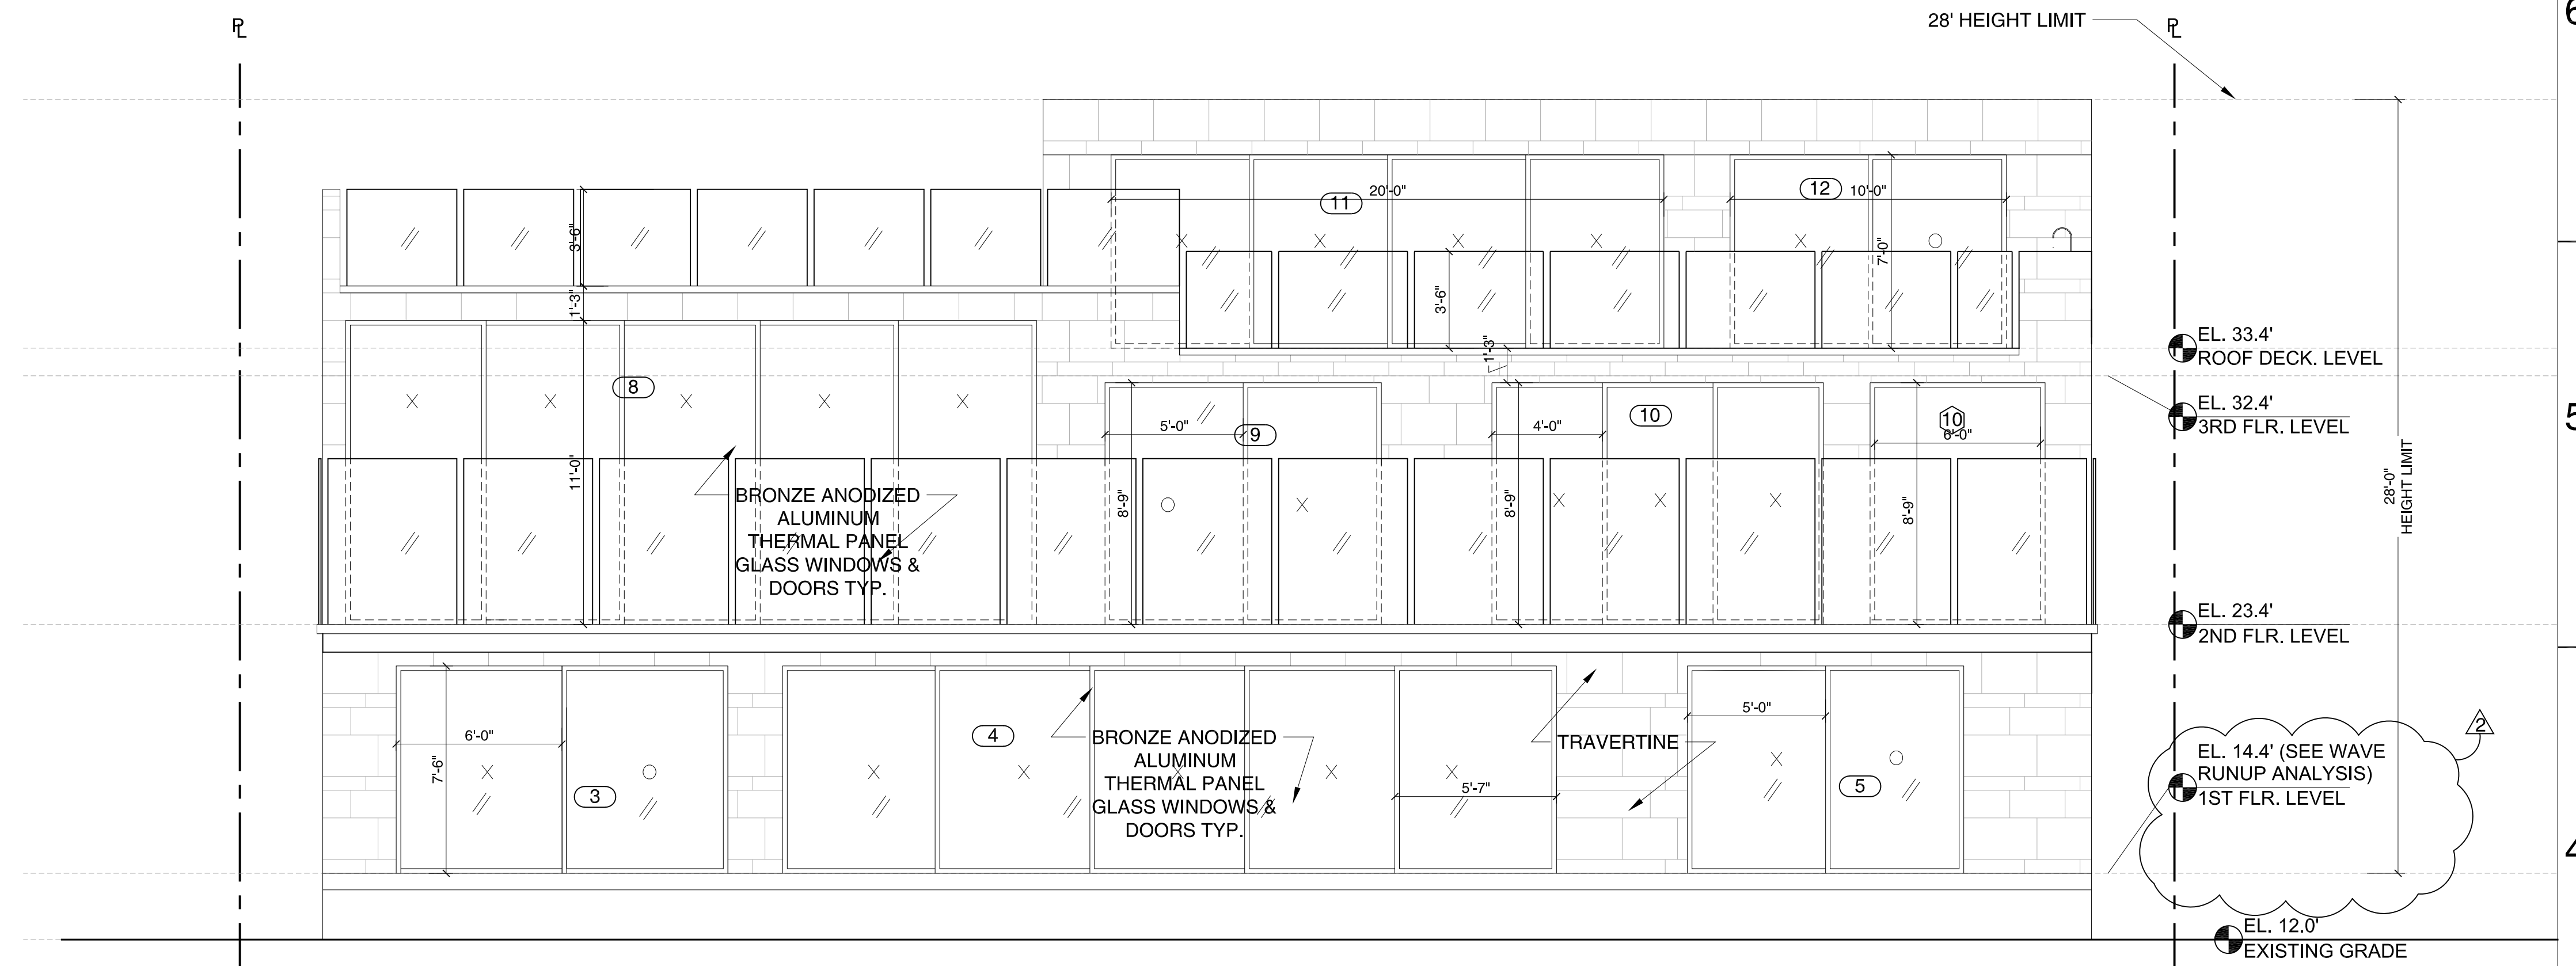 PL
28' HEIGHT LIMIT
PL
6
20'-0"
11
12
10'-0"
3'-6"
7'-0"
1'-3"
3'-6"
1'-3"
EL. 33.4'
ROOF DECK. LEVEL
8
EL. 32.4'
3RD FLR. LEVEL
5
5'-0"
9
4'-0"
10
10
6'-0"
11'-0"
8'-9"
8'-9"
8'-9"
28'-0"
HEIGHT LIMIT
BRONZE ANODIZED
ALUMINUM
THERMAL PANEL
GLASS WINDOWS &
DOORS TYP.
EL. 23.4'
2ND FLR. LEVEL
6'-0"
7'-6"
3
4
BRONZE ANODIZED
ALUMINUM
THERMAL PANEL
GLASS WINDOWS &
DOORS TYP.
5'-7"
TRAVERTINE
5'-0"
5
2
EL. 14.4' (SEE WAVE
RUNUP ANALYSIS)
1ST FLR. LEVEL
4
EL. 12.0'
EXISTING GRADE